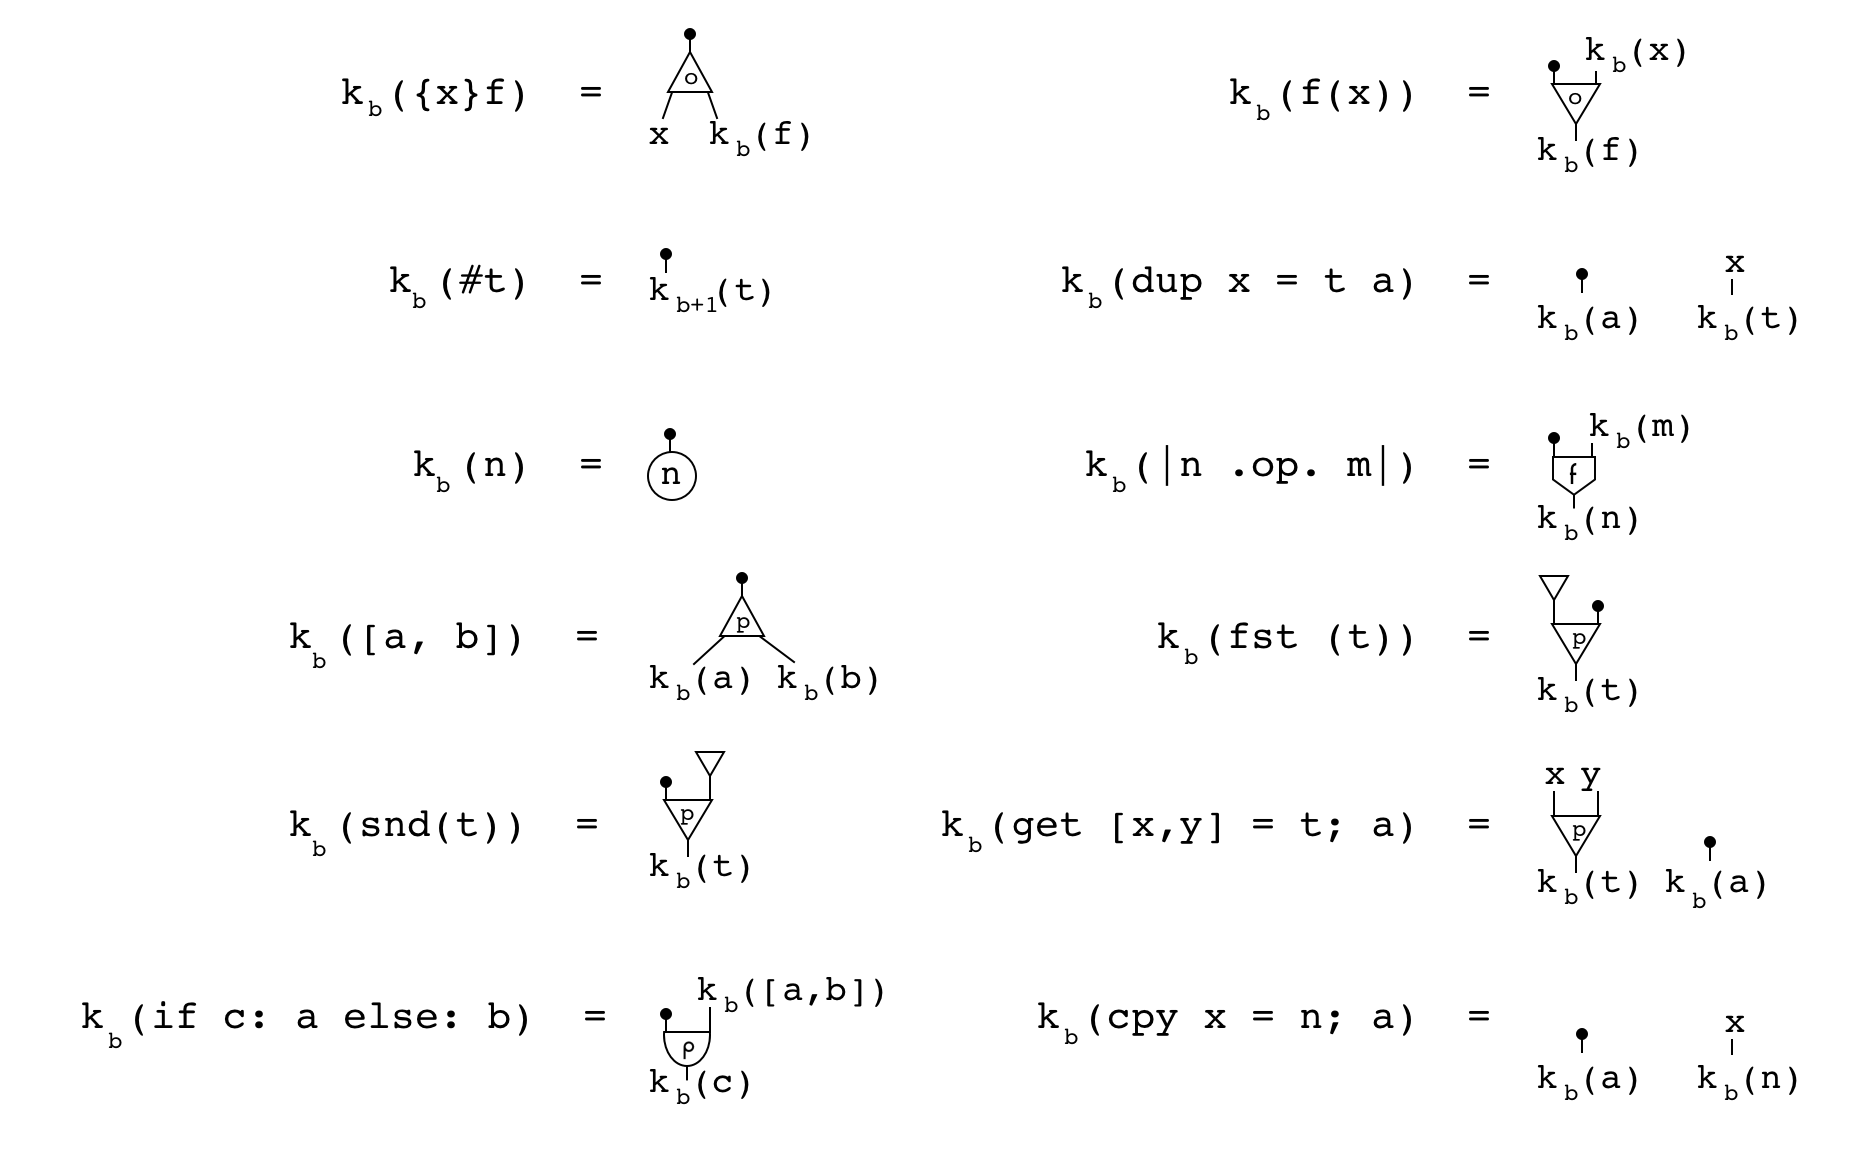 k_b({x}f) = o x k_b(f)
k_b(f(x)) = k_b(x) o k_b(f)
k_b(#t) = k_b+1(t)
k_b(dup x = t a) = k_b(a) x k_b(t)
k_b(n) = n
k_b(|n .op. m|) = k_b(m) f k_b(n)
k_b([a, b]) = p k_b(a) k_b(b)
k_b(fst (t)) = p k_b(t)
k_b(snd(t)) = p k_b(t)
k_b(get [x,y] = t; a) = x y p k_b(t) k_b(a)
k_b(if c: a else: b) = k_b([a,b]) ρ k_b(c)
k_b(cpy x = n; a) = k_b(a) x k_b(n)